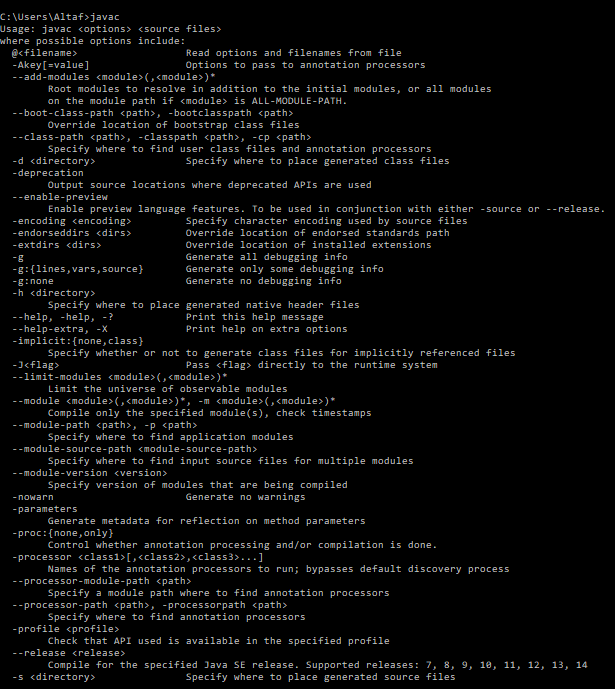 C:\Users\Altaf>javac
Usage: javac <options> <source files>
where possible options include:
  @<filename>                  Read options and filenames from file
  -Akey[=value]                Options to pass to annotation processors
  --add-modules <module>(,<module>)*
        Root modules to resolve in addition to the initial modules, or all modules
        on the module path if <module> is ALL-MODULE-PATH.
  --boot-class-path <path>, -bootclasspath <path>
        Override location of bootstrap class files
  --class-path <path>, -classpath <path>, -cp <path>
        Specify where to find user class files and annotation processors
  -d <directory>               Specify where to place generated class files
  -deprecation
        Output source locations where deprecated APIs are used
  --enable-preview
        Enable preview language features. To be used in conjunction with either -source or --release.
  -encoding <encoding>         Specify character encoding used by source files
  -endorseddirs <dirs>         Override location of endorsed standards path
  -extdirs <dirs>              Override location of installed extensions
  -g                           Generate all debugging info
  -g:{lines,vars,source}       Generate only some debugging info
  -g:none                      Generate no debugging info
  -h <directory>
        Specify where to place generated native header files
  --help, -help, -?            Print this help message
  --help-extra, -X             Print help on extra options
  -implicit:{none,class}
        Specify whether or not to generate class files for implicitly referenced files
  -J<flag>                     Pass <flag> directly to the runtime system
  --limit-modules <module>(,<module>)*
        Limit the universe of observable modules
  --module <module>(,<module>)*, -m <module>(,<module>)*
        Compile only the specified module(s), check timestamps
  --module-path <path>, -p <path>
        Specify where to find application modules
  --module-source-path <module-source-path>
        Specify where to find input source files for multiple modules
  --module-version <version>
        Specify version of modules that are being compiled
  -nowarn                      Generate no warnings
  -parameters
        Generate metadata for reflection on method parameters
  -proc:{none,only}
        Control whether annotation processing and/or compilation is done.
  -processor <class1>[,<class2>,<class3>...]
        Names of the annotation processors to run; bypasses default discovery process
  --processor-module-path <path>
        Specify a module path where to find annotation processors
  --processor-path <path>, -processorpath <path>
        Specify where to find annotation processors
  -profile <profile>
        Check that API used is available in the specified profile
  --release <release>
        Compile for the specified Java SE release. Supported releases: 7, 8, 9, 10, 11, 12, 13, 14
  -s <directory>               Specify where to place generated source files